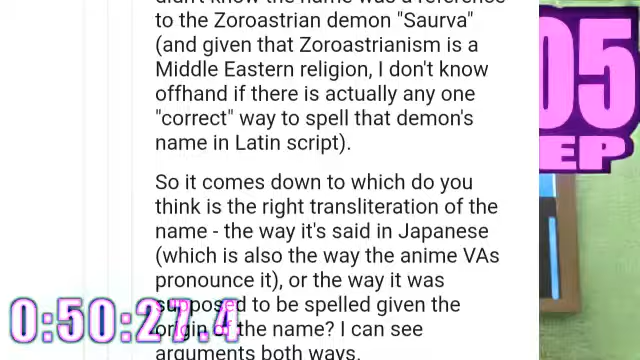 didn't know the name was a reference
to the Zoroastrian demon "Saurva"
(and given that Zoroastrianism is a
Middle Eastern religion, I don't know
offhand if there is actually any one
"correct" way to spell that demon's
name in Latin script).
So it comes down to which do you
think is the right transliteration of the
name - the way it's said in Japanese
(which is also the way the anime VAs
pronounce it), or the way it was
supposed to be spelled given the
origin of the name? I can see
arguments both ways.
0:50:27.4
05
EP